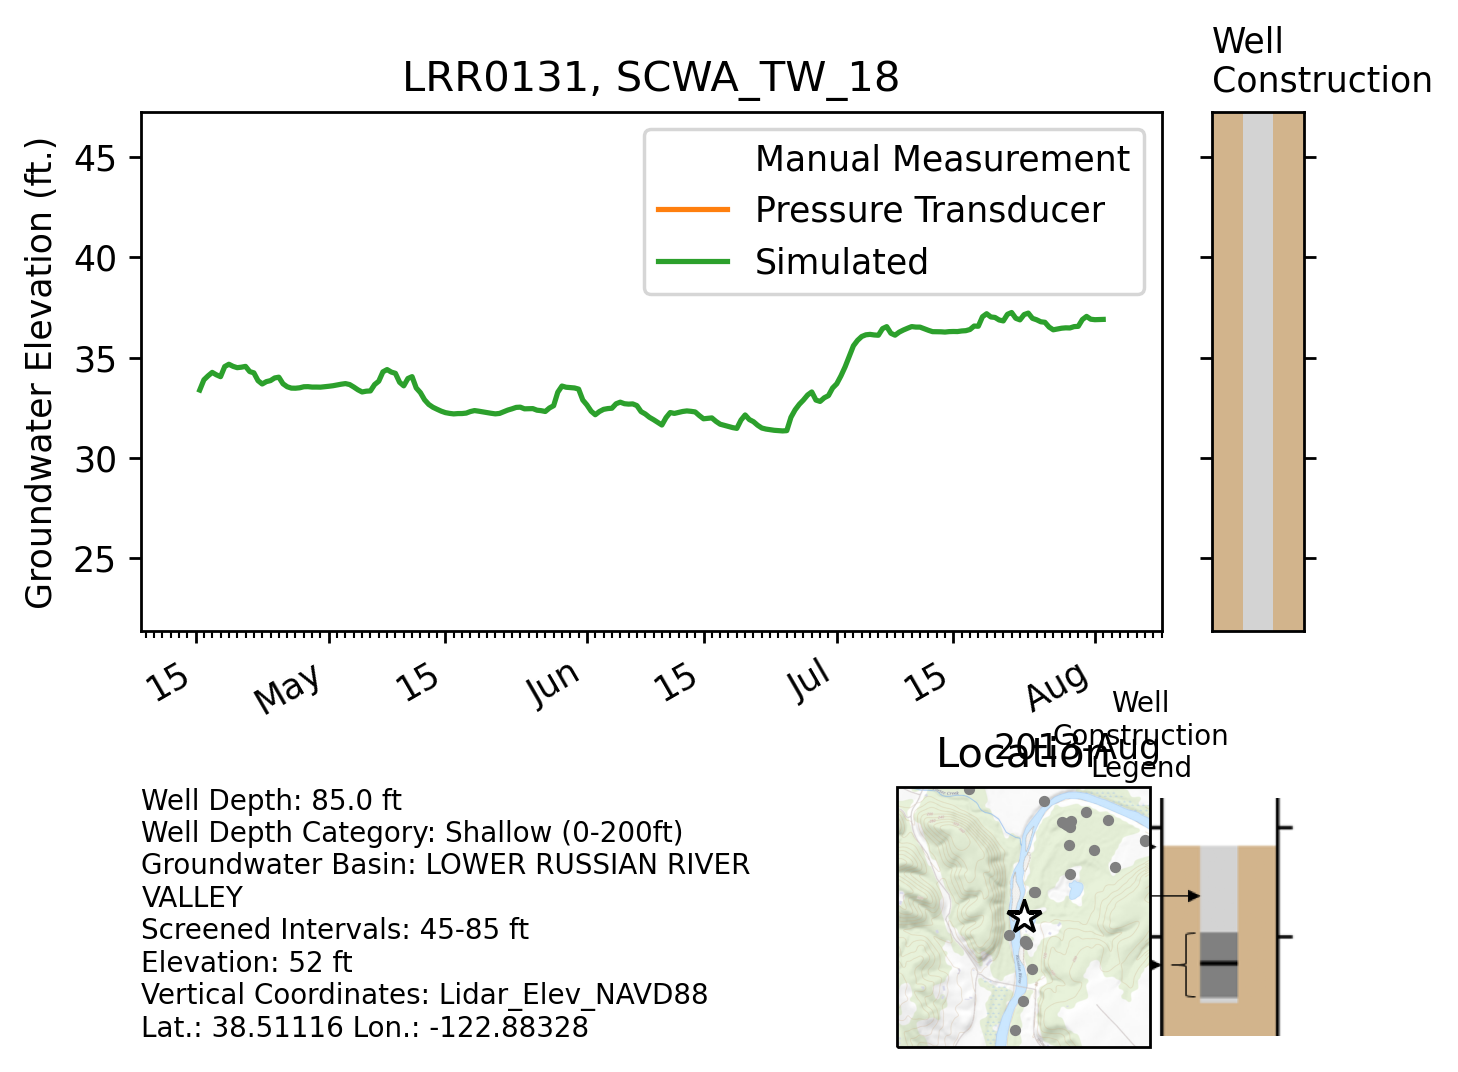 Well
Construction
LRR0131, SCWA_TW_18
Groundwater Elevation (ft.)
45
40
35
30
25
Manual Measurement
Pressure Transducer
Simulated
15
May
15
Jun
15
Jul
15
Aug
2013-Aug
Location
Well
Construction
Legend
Well Depth: 85.0 ft
Well Depth Category: Shallow (0-200ft)
Groundwater Basin: LOWER RUSSIAN RIVER
VALLEY
Screened Intervals: 45-85 ft
Elevation: 52 ft
Vertical Coordinates: Lidar_Elev_NAVD88
Lat.: 38.51116 Lon.: -122.88328